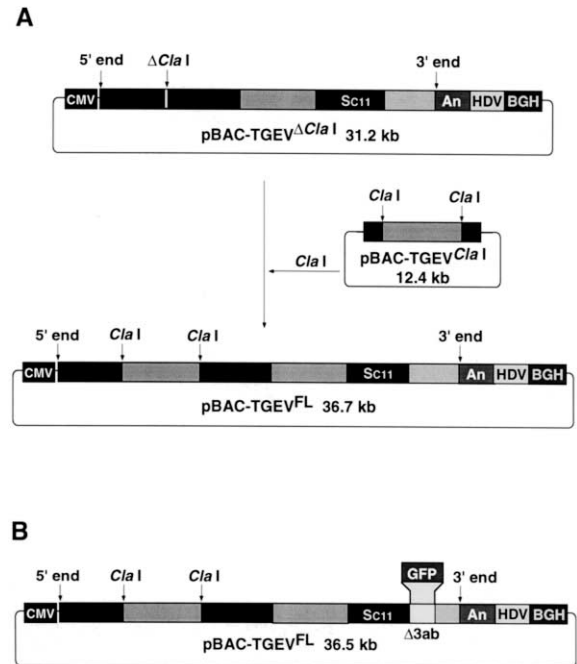 A
5' end ΔCla I 3' end
CMV Sc11 An HDV BGH
pBAC-TGEVΔCla I 31.2 kb
Cla I Cla I
pBAC-TGEVCla I
12.4 kb
Cla I
5' end Cla I Cla I 3' end
CMV Sc11 An HDV BGH
pBAC-TGEVFL 36.7 kb
B
GFP
5' end Cla I Cla I 3' end
CMV Sc11 An HDV BGH
Δ3ab
pBAC-TGEVFL 36.5 kb